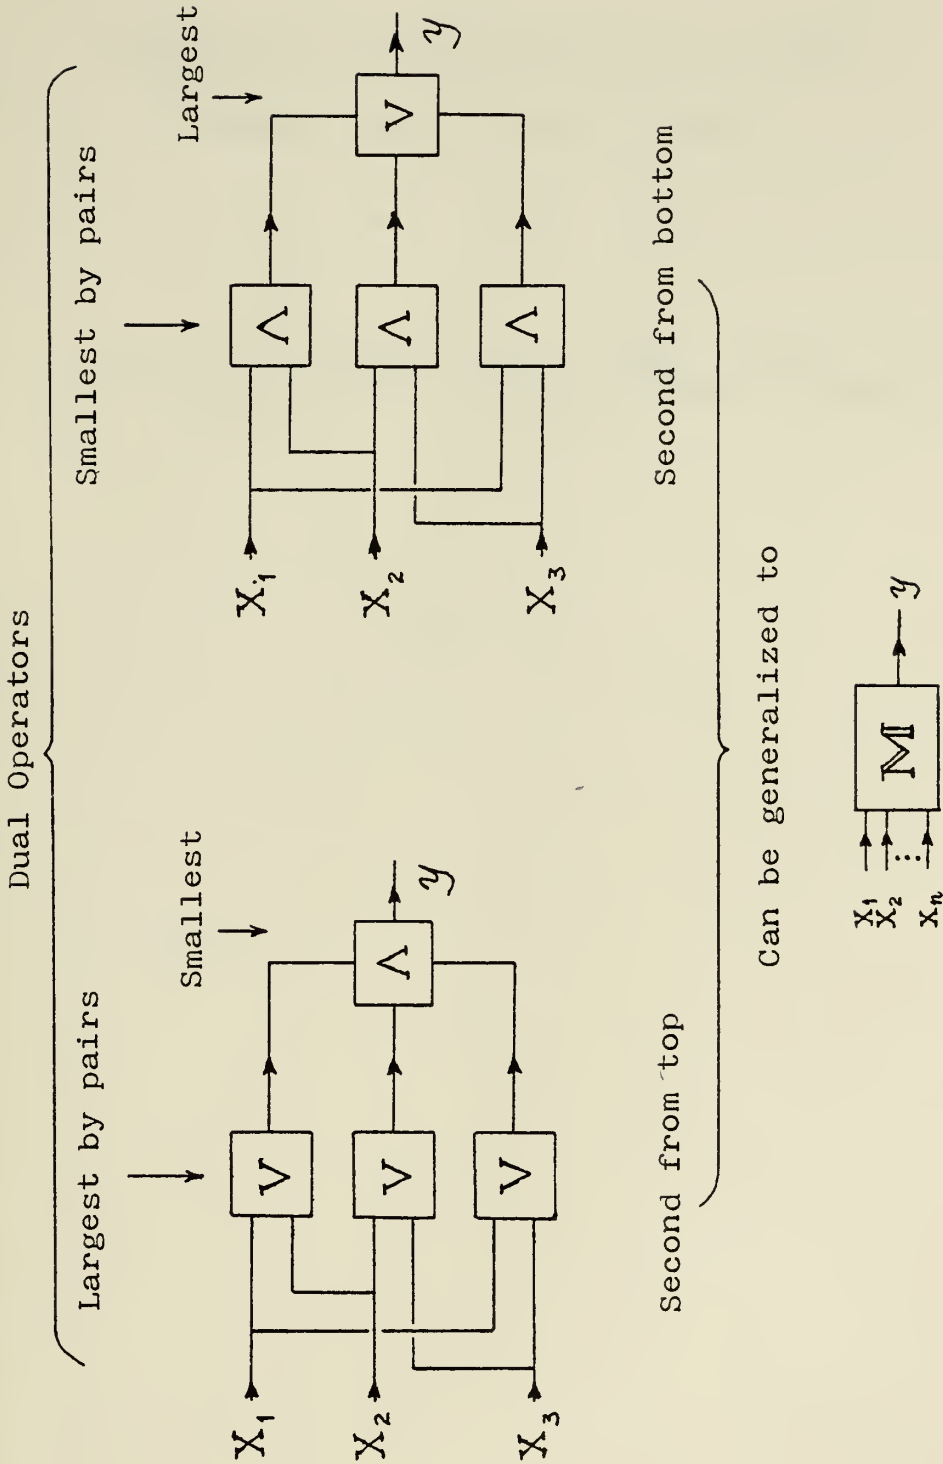 Dual Operators
Largest by pairs
Smallest
X1
X2
X3
V
V
V
Λ
y
Smallest by pairs
Largest
X1
X2
X3
Λ
Λ
Λ
V
y
Second from top
Second from bottom
Can be generalized to
X1
X2
⋮
Xn
M
y